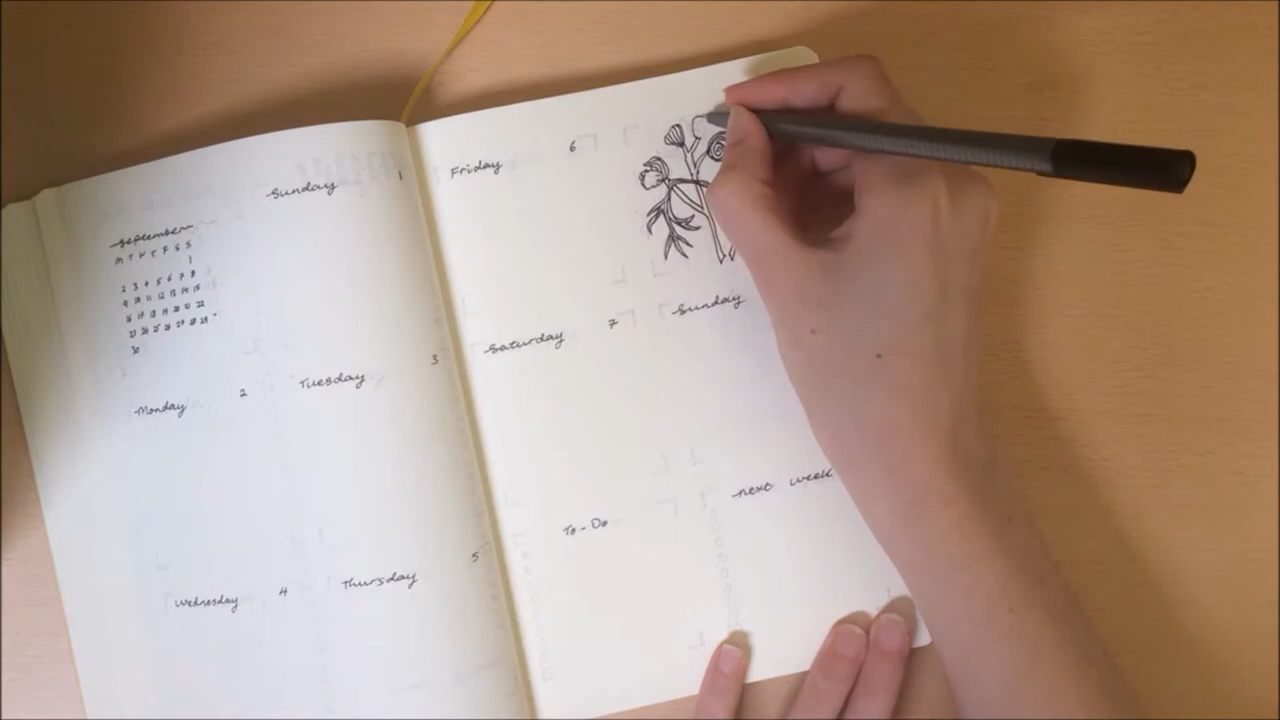 September
M T W T F S S
1
2 3 4 5 6 7 8
9 10 11 12 13 14 15
16 17 18 19 20 21 22
23 24 25 26 27 28 29
30
Sunday 1
Monday 2
Tuesday 3
Wednesday 4
Thursday 5
Friday 6
Saturday 7
Sunday
To-Do
next week